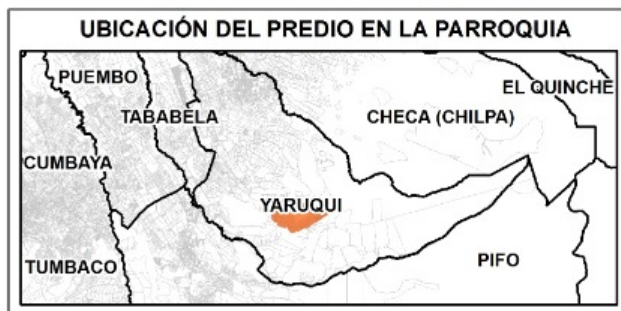 UBICACIÓN DEL PREDIO EN LA PARROQUIA
PUEMBO
EL QUINCHE
TABABELA
CHECA (CHILPA)
CUMBAYA
YARUQUI
TUMBACO
PIFO